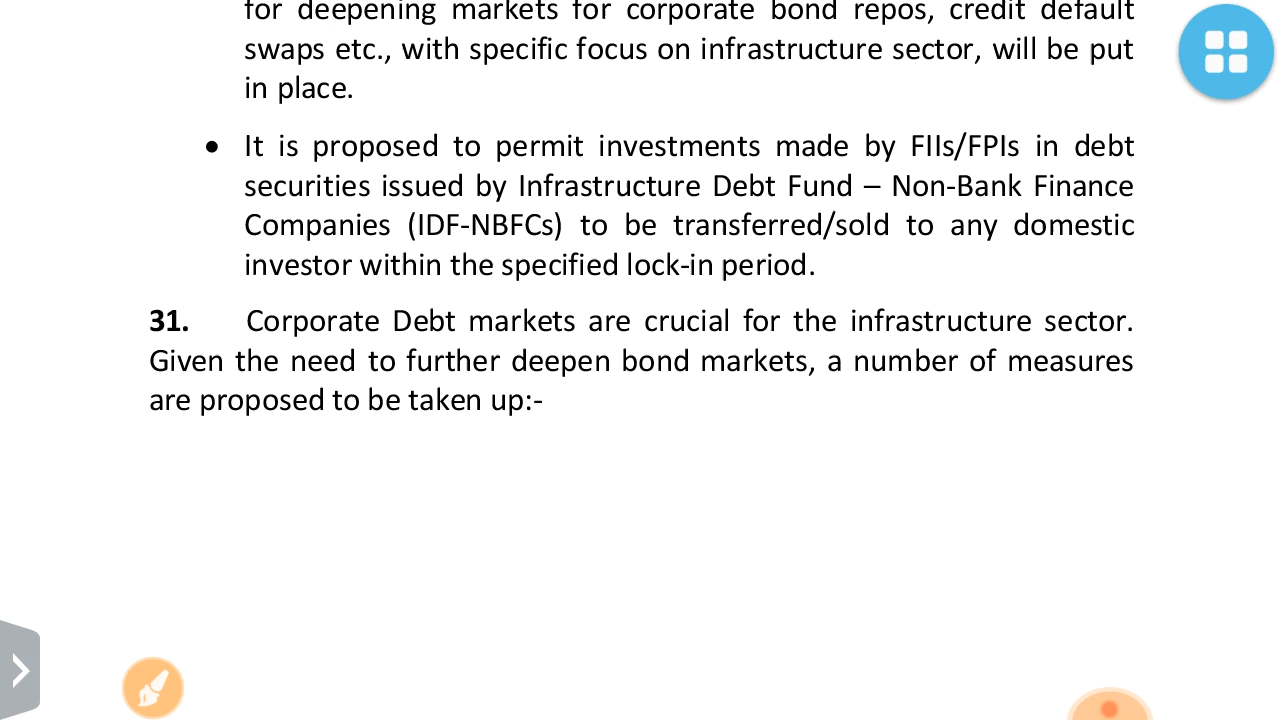 for deepening markets for corporate bond repos, credit default
swaps etc., with specific focus on infrastructure sector, will be put
in place.
• It is proposed to permit investments made by FIIs/FPIs in debt
securities issued by Infrastructure Debt Fund – Non-Bank Finance
Companies (IDF-NBFCs) to be transferred/sold to any domestic
investor within the specified lock-in period.
31. Corporate Debt markets are crucial for the infrastructure sector.
Given the need to further deepen bond markets, a number of measures
are proposed to be taken up:-